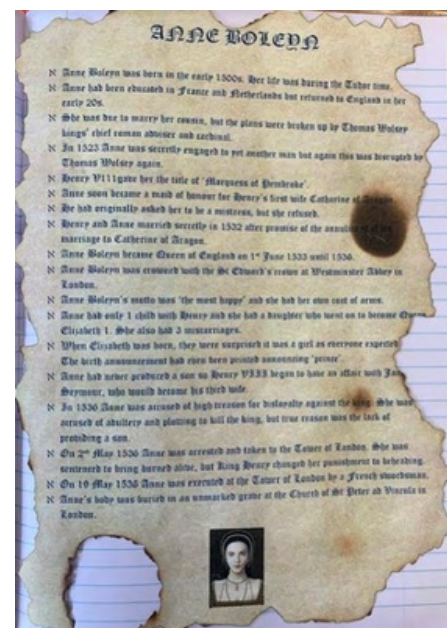 ANNE BOLEYN
Anne Boleyn was born in the early 1500s. Her life was during the Tudor time.
Anne had been educated in France and Netherlands but returned to England in her
early 20s.
She was due to marry her cousin, but the plans were broken up by Thomas Wolsey
kings' chief roman adviser and cardinal.
In 1523 Anne was secretly engaged to yet another man but again this was disrupted by
Thomas Wolsey again.
Henry V111gave her the title of 'Marquess of Pembroke'.
Anne soon became a maid of honour for Henry's first wife Catherine of Aragon.
He had originally asked her to be a mistress, but she refused.
Henry and Anne married secretly in 1532 after promise of the
marriage to Catherine of Aragon.
Anne Boleyn became Queen of England on 1st June 1533 until 1536.
Anne Boleyn was crowned with the St Edward's crown at Westminster Abbey in
London.
Anne Boleyn's motto was 'the most happy' and she had her own coat of arms.
Anne had only 1 child with Henry and she had a daughter who went on to become Queen
Elizabeth 1. She also had 3 miscarriages.
When Elizabeth was born, they were surprised it was a girl as everyone expected
The birth announcement had even been printed announcing 'prince'.
Anne had never produced a son so Henry V111 began to have an affair with
Seymour, who would become his third wife.
In 1536 Anne was accused of high treason for disloyalty against the king. She was
accused of adultery and plotting to kill the king, but true reason was the lack of
providing a son.
On 2nd May 1536 Anne was arrested and taken to the Tower of London. She was
sentenced to being burned alive, but King Henry changed her punishment to beheading.
On 19 May 1536 Anne was executed at the Tower of London by a French swordsman.
Anne's body was buried in an unmarked grave at the Church of St Peter ad Vincula in
London.